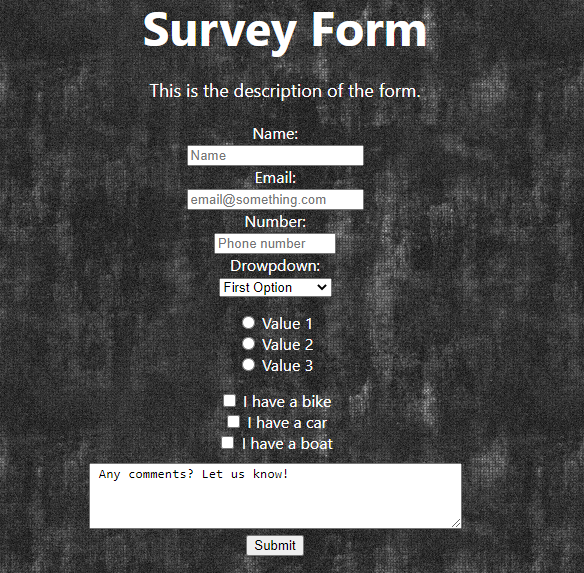 Survey Form
This is the description of the form.
Name:
Name
Email:
email@something.com
Number:
Phone number
Drowpdown:
First Option
Value 1
Value 2
Value 3
I have a bike
I have a car
I have a boat
Any comments? Let us know!
Submit